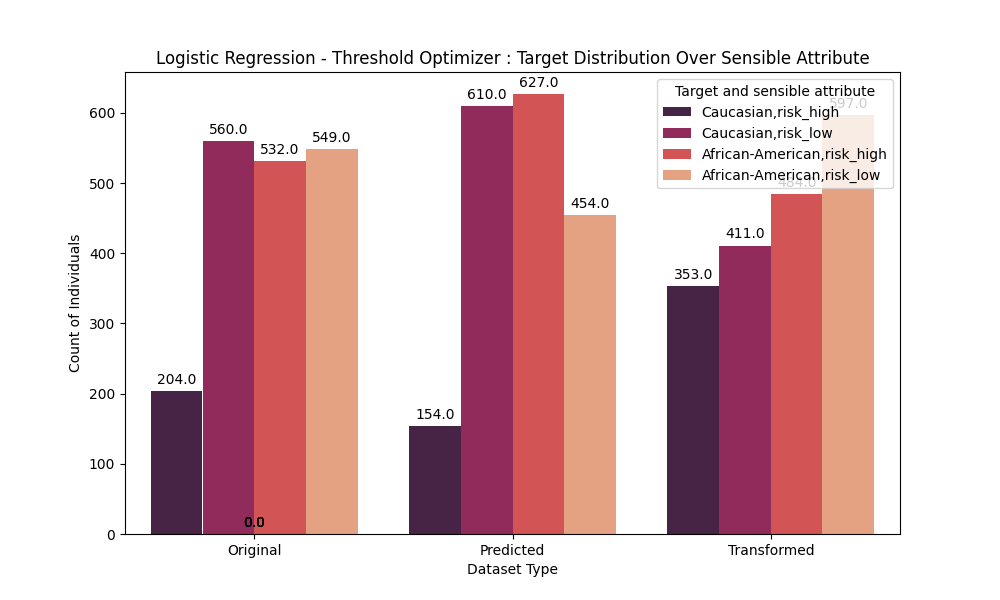 Logistic Regression - Threshold Optimizer : Target Distribution Over Sensible Attribute
Count of Individuals
600
500
400
300
200
100
0
204.0
560.0
532.0
549.0
0.0
154.0
610.0
627.0
454.0
353.0
411.0
484.0
597.0
Target and sensible attribute
Caucasian,risk_high
Caucasian,risk_low
African-American,risk_high
African-American,risk_low
Original
Predicted
Transformed
Dataset Type